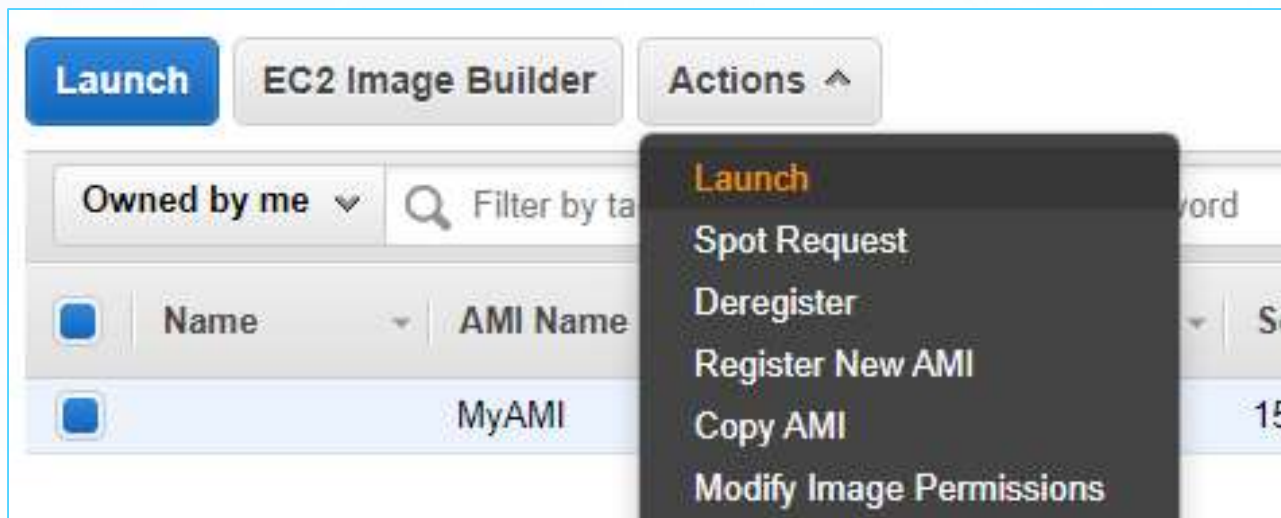 Launch EC2 Image Builder Actions
Owned by me Filter by ta
Launch
Spot Request
Deregister
Register New AMI
Copy AMI
Modify Image Permissions
Name AMI Name
MyAMI 15